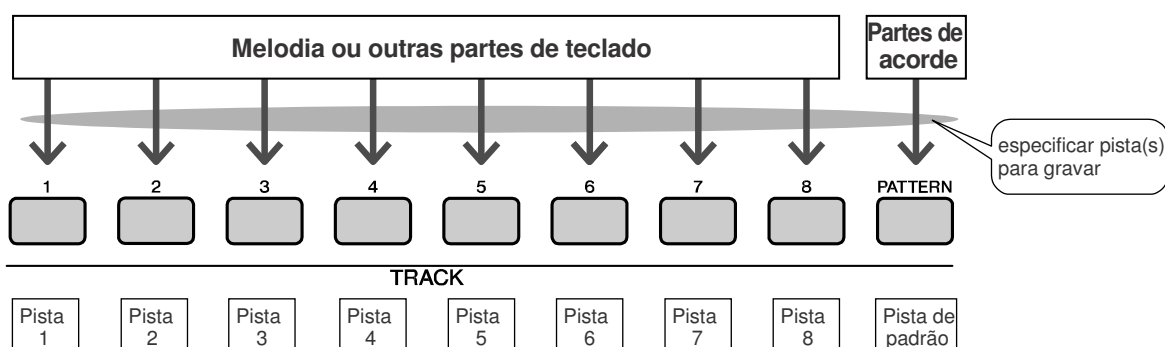 Melodia ou outras partes de teclado
Partes de
acorde
especificar pista(s)
para gravar
1 2 3 4 5 6 7 8 PATTERN
TRACK
Pista
1
Pista
2
Pista
3
Pista
4
Pista
5
Pista
6
Pista
7
Pista
8
Pista de
padrão